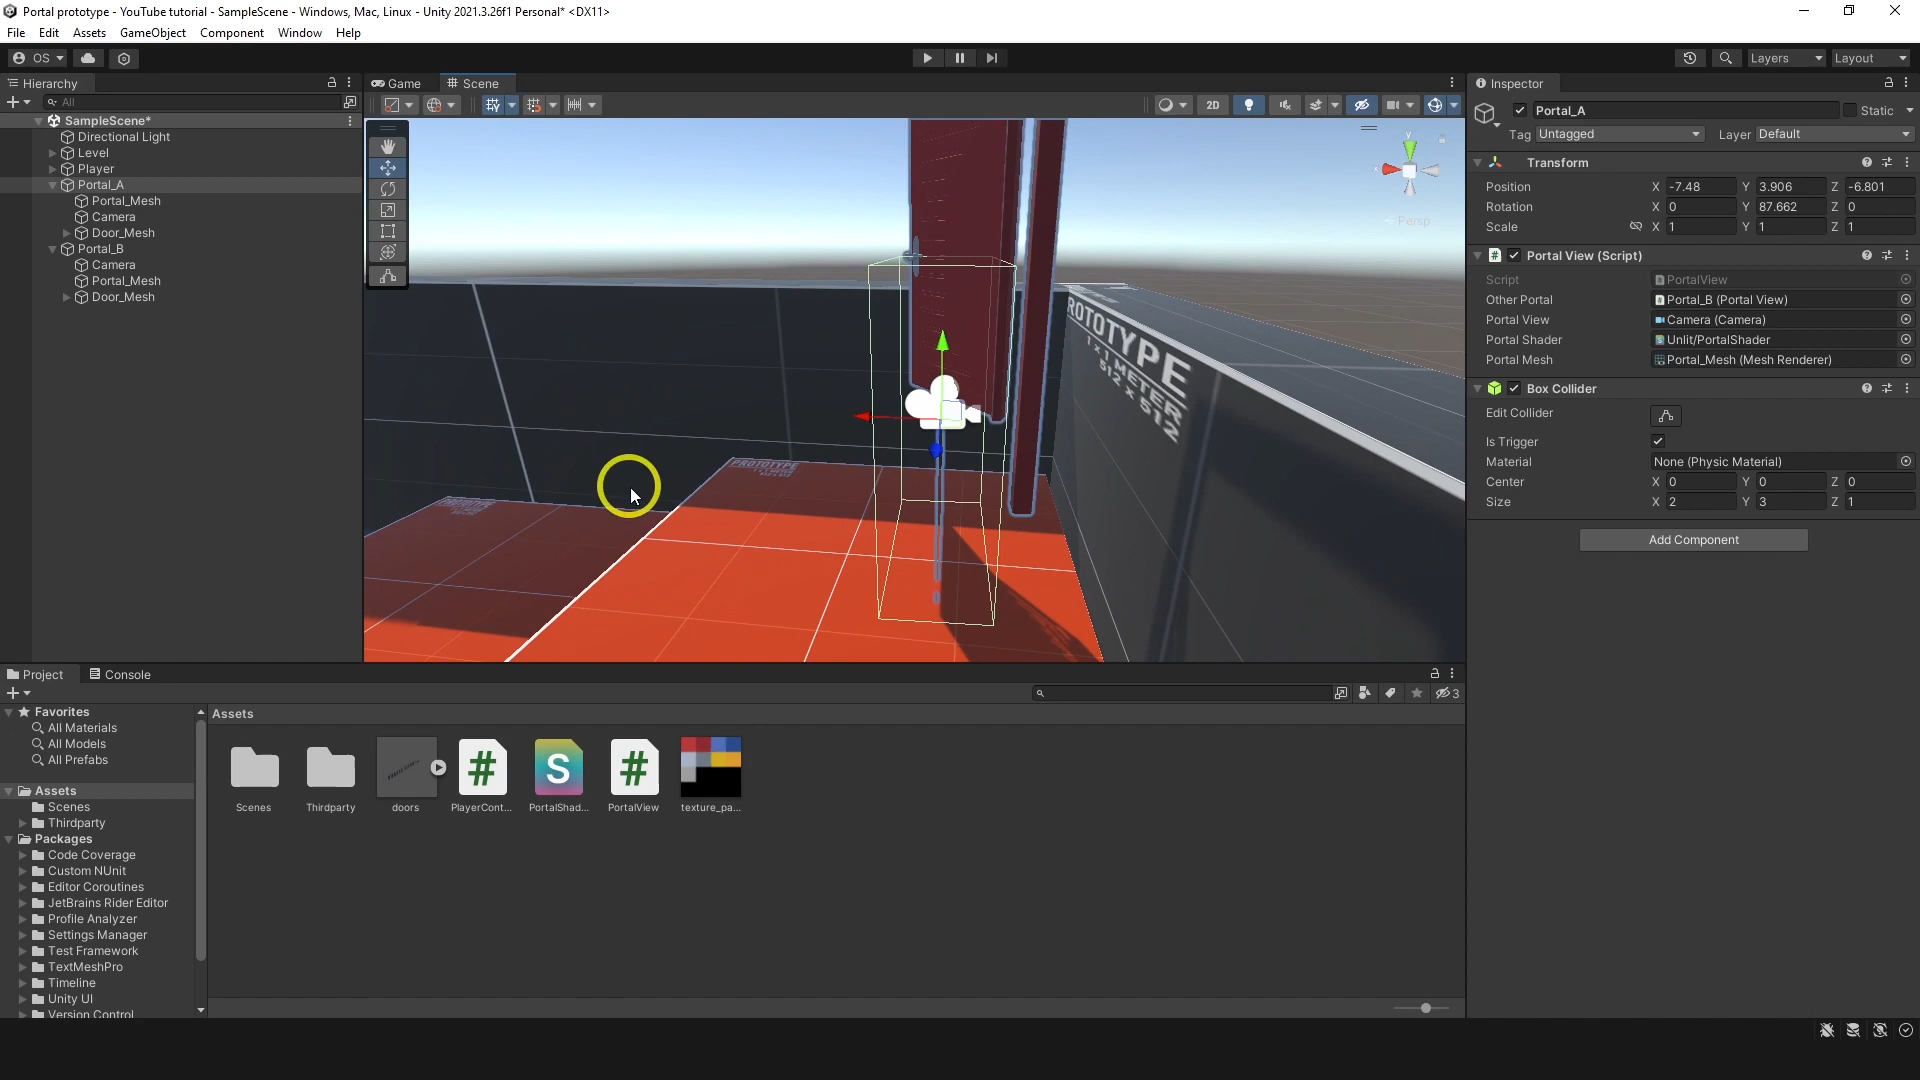 Portal prototype - YouTube tutorial - SampleScene - Windows, Mac, Linux - Unity 2021.3.26f1 Personal* <DX11>
File Edit Assets GameObject Component Window Help
OS
Layers
Layout
Hierarchy
All
SampleScene*
Directional Light
Level
Player
Portal_A
Portal_Mesh
Camera
Door_Mesh
Portal_B
Camera
Portal_Mesh
Door_Mesh
Game
Scene
2D
y
Persp
PROTOTYPE
PROTOTYPE
PROTOTYPE
1 X 1 METER
512 X 512
Inspector
Portal_A
Static
Tag Untagged
Layer Default
Transform
Position X -7.48 Y 3.906 Z -6.801
Rotation X 0 Y 87.662 Z 0
Scale X 1 Y 1 Z 1
Portal View (Script)
Script PortalView
Other Portal Portal_B (Portal View)
Portal View Camera (Camera)
Portal Shader Unlit/PortalShader
Portal Mesh Portal_Mesh (Mesh Renderer)
Box Collider
Edit Collider
Is Trigger
Material None (Physic Material)
Center X 0 Y 0 Z 0
Size X 2 Y 3 Z 1
Add Component
Project
Console
3
Favorites
All Materials
All Models
All Prefabs
Assets
Scenes
Thirdparty
Packages
Code Coverage
Custom NUnit
Editor Coroutines
JetBrains Rider Editor
Profile Analyzer
Settings Manager
Test Framework
TextMeshPro
Timeline
Unity UI
Version Control
Assets
Scenes
Thirdparty
doors
PlayerCont...
PortalShad...
PortalView
texture_pa...